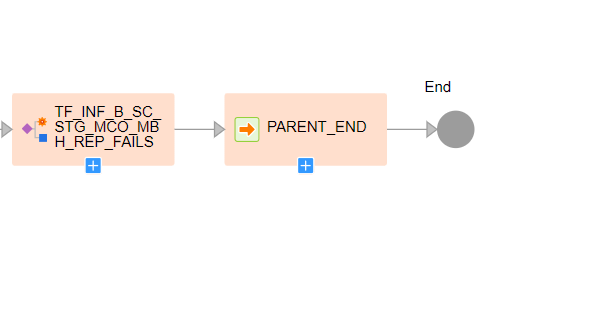 TF_INF_B_SC_
STG_MCO_MB
H_REP_FAILS
PARENT_END
End